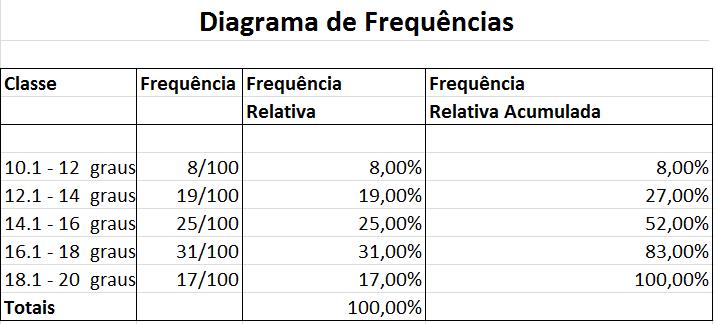 Diagrama de Frequências
Classe Frequência Frequência Frequência
Relativa Relativa Acumulada
10.1 - 12 graus 8/100 8,00% 8,00%
12.1 - 14 graus 19/100 19,00% 27,00%
14.1 - 16 graus 25/100 25,00% 52,00%
16.1 - 18 graus 31/100 31,00% 83,00%
18.1 - 20 graus 17/100 17,00% 100,00%
Totais 100,00%